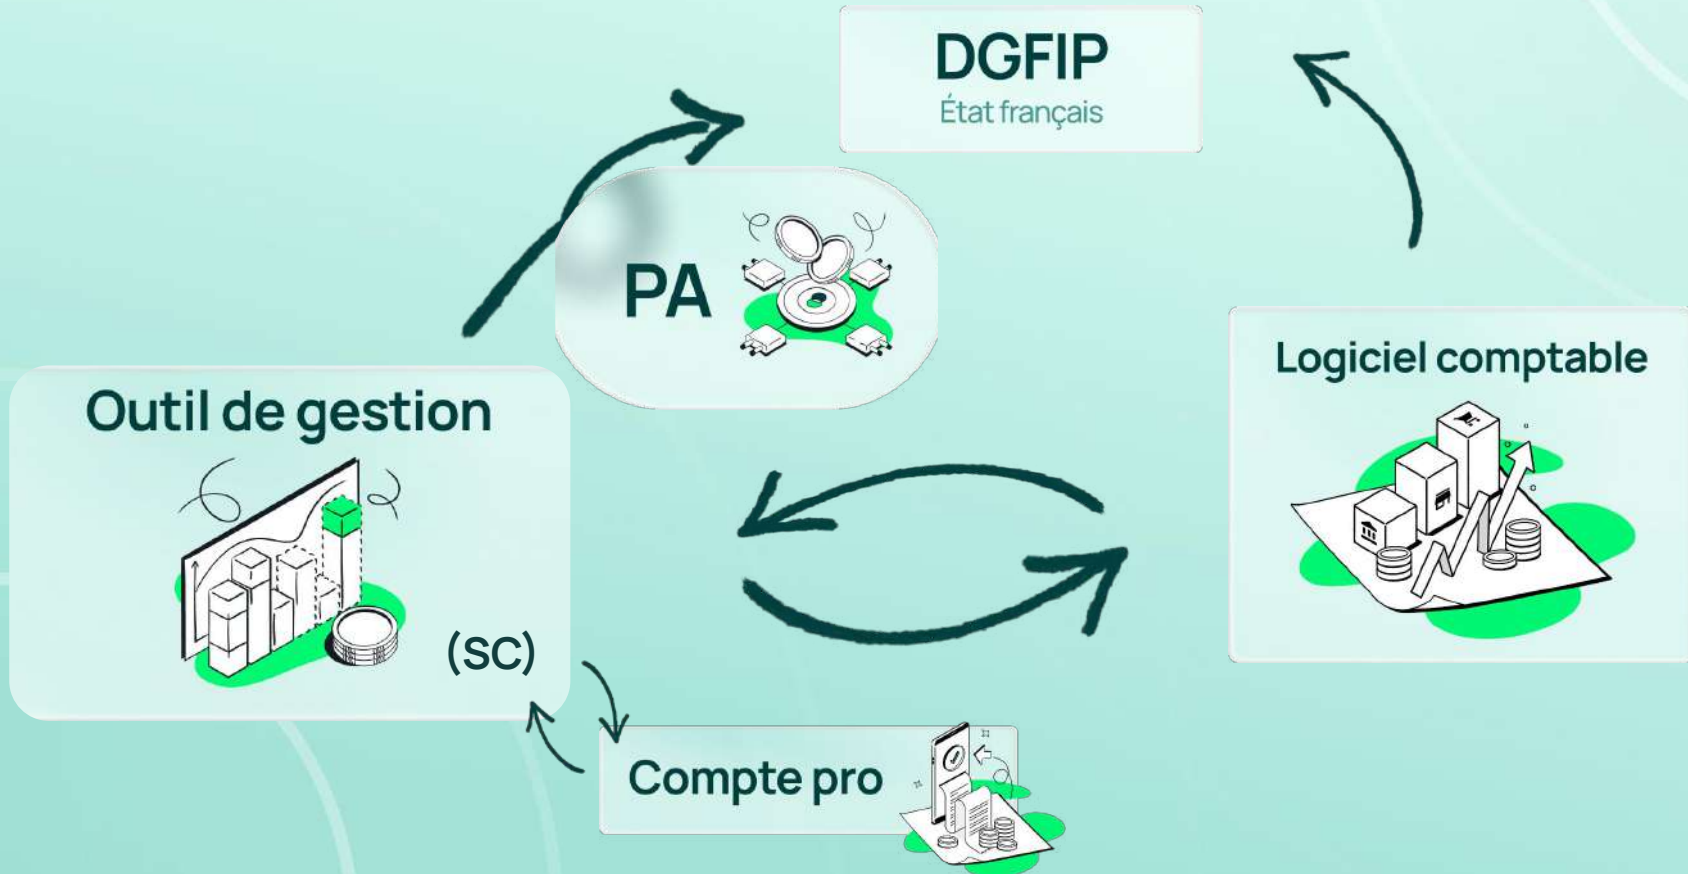 DGFIP
État français
PA
Logiciel comptable
Outil de gestion
(SC)
Compte pro